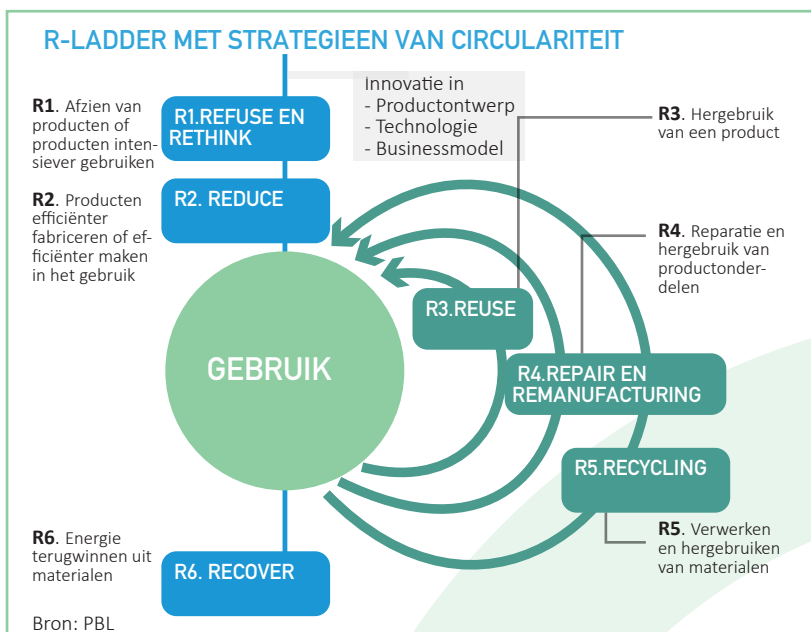 R-LADDER MET STRATEGIEEN VAN CIRCULARITEIT
R1. Afzien van
producten of
producten inten-
siever gebruiken
R1.REFUSE EN
RETHINK
Innovatie in
- Productontwerp
- Technologie
- Businessmodel
R2. Producten
efficiënter
fabriceren of ef-
ficiënter maken
in het gebruik
R2. REDUCE
R3. Hergebruik
van een product
R4. Reparatie en
hergebruik van
productonder-
delen
GEBRUIK
R3.REUSE
R4.REPAIR EN
REMANUFACTURING
R5.RECYCLING
R5. Verwerken
en hergebruiken
van materialen
R6. Energie
terugwinnen uit
materialen
R6. RECOVER
Bron: PBL